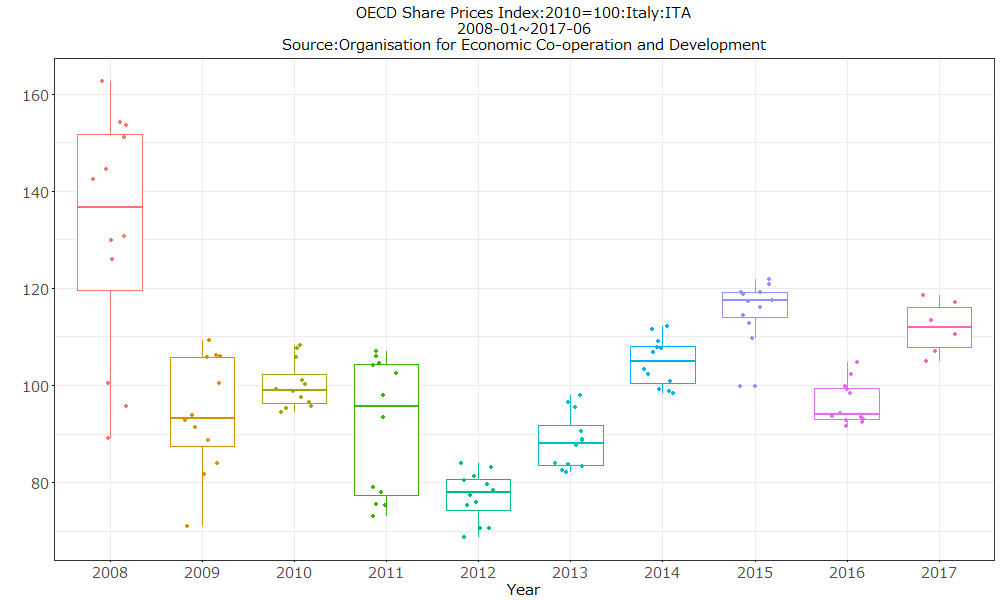 OECD Share Prices Index:2010=100:Italy:ITA
2008-01~2017-06
Source:Organisation for Economic Co-operation and Development
160
140
120
100
80
2008 2009 2010 2011 2012 2013 2014 2015 2016 2017
Year